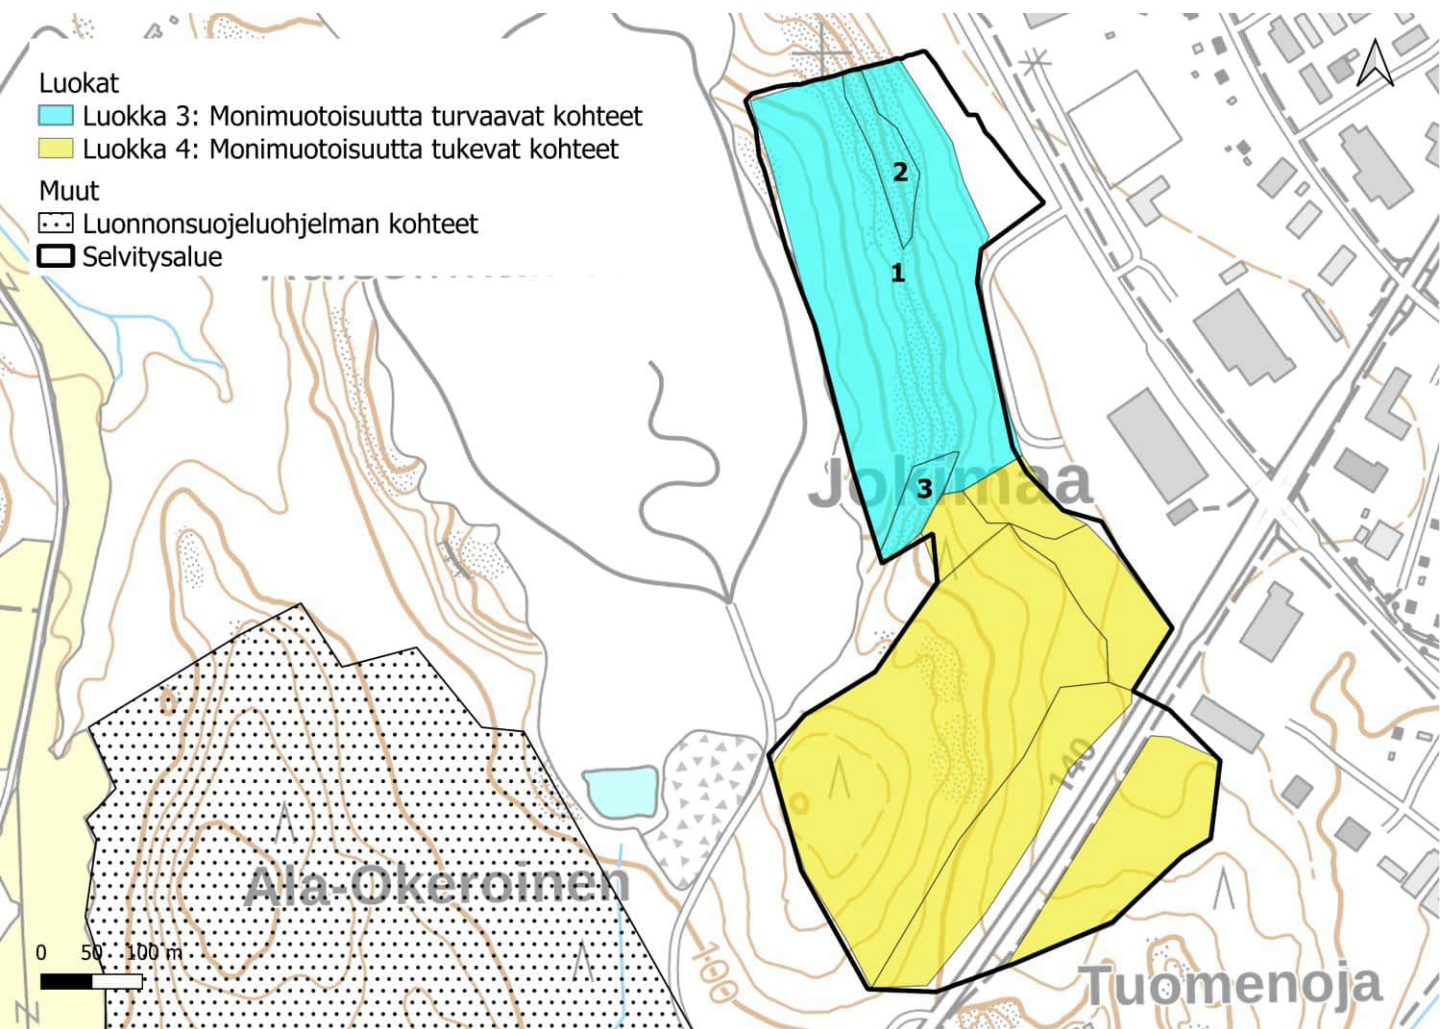 Luokat
Luokka 3: Monimuotoisuutta turvaavat kohteet
Luokka 4: Monimuotoisuutta tukevat kohteet
Muut
Luonnonsuojeluohjelman kohteet
Selvitysalue
2
1
Jokimaa
3
140
Ala-Okeroinen
0 50 100 m
100
Tuomenoja